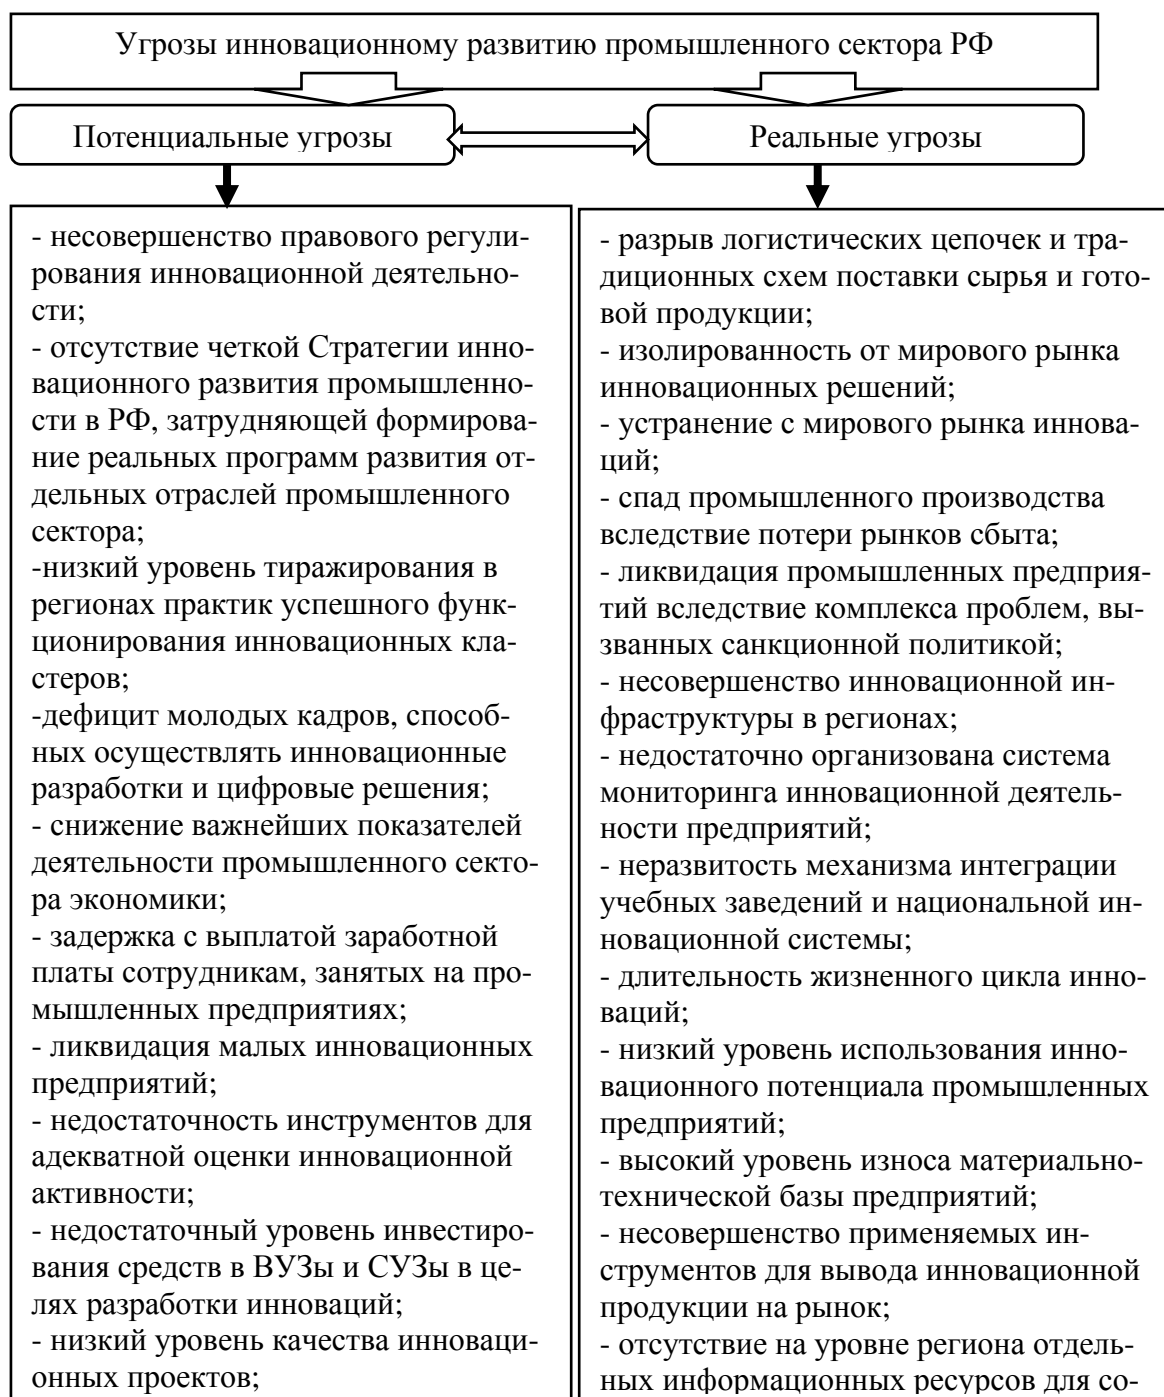 Угрозы инновационному развитию промышленного сектора РФ
Потенциальные угрозы
Реальные угрозы
- несовершенство правового регули-
рования инновационной деятельно-
сти;
- отсутствие четкой Стратегии инно-
вационного развития промышленно-
сти в РФ, затрудняющей формирова-
ние реальных программ развития от-
дельных отраслей промышленного
сектора;
-низкий уровень тиражирования в
регионах практик успешного функ-
ционирования инновационных кла-
стеров;
-дефицит молодых кадров, способ-
ных осуществлять инновационные
разработки и цифровые решения;
- снижение важнейших показателей
деятельности промышленного секто-
ра экономики;
- задержка с выплатой заработной
платы сотрудникам, занятых на про-
мышленных предприятиях;
- ликвидация малых инновационных
предприятий;
- недостаточность инструментов для
адекватной оценки инновационной
активности;
- недостаточный уровень инвестиро-
вания средств в ВУЗы и СУЗы в це-
лях разработки инноваций;
- низкий уровень качества инноваци-
онных проектов;
- разрыв логистических цепочек и тра-
диционных схем поставки сырья и гото-
вой продукции;
- изолированность от мирового рынка
инновационных решений;
- устранение с мирового рынка иннова-
ций;
- спад промышленного производства
вследствие потери рынков сбыта;
- ликвидация промышленных предприя-
тий вследствие комплекса проблем, вы-
званных санкционной политикой;
- несовершенство инновационной ин-
фраструктуры в регионах;
- недостаточно организована система
мониторинга инновационной деятель-
ности предприятий;
- неразвитость механизма интеграции
учебных заведений и национальной ин-
новационной системы;
- длительность жизненного цикла инно-
ваций;
- низкий уровень использования инно-
вационного потенциала промышленных
предприятий;
- высокий уровень износа материально-
технической базы предприятий;
- несовершенство применяемых ин-
струментов для вывода инновационной
продукции на рынок;
- отсутствие на уровне региона отдель-
ных информационных ресурсов для со-